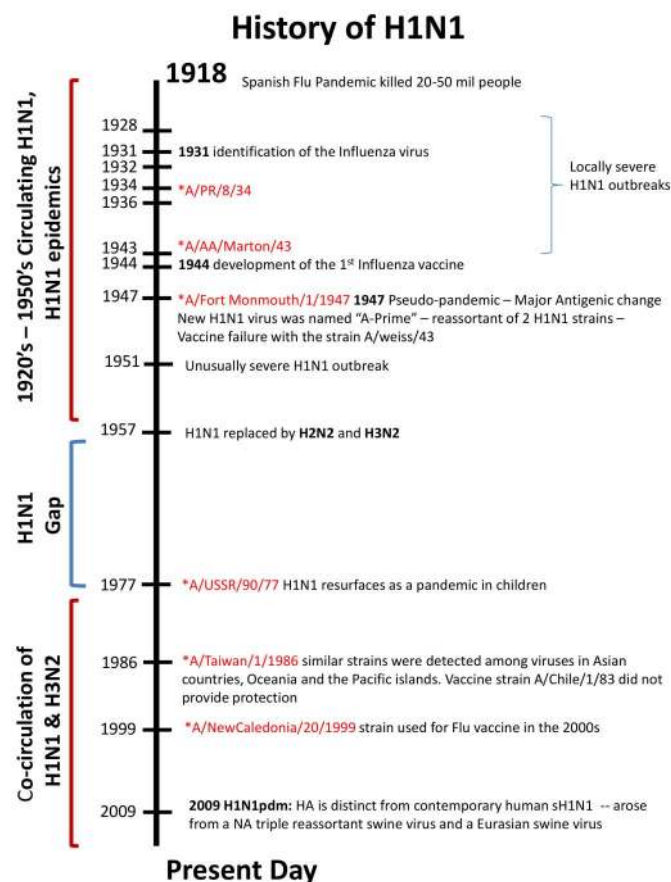 History of H1N1
1918 Spanish Flu Pandemic killed 20-50 mil people
1920's – 1950's Circulating H1N1,
H1N1 epidemics
1928
1931 1931 identification of the Influenza virus
1932
1934 *A/PR/8/34
1936
Locally severe
H1N1 outbreaks
1943 *A/AA/Marton/43
1944 1944 development of the 1st Influenza vaccine
1947 *A/Fort Monmouth/1/1947 1947 Pseudo-pandemic – Major Antigenic change
New H1N1 virus was named “A-Prime” – reassortant of 2 H1N1 strains –
Vaccine failure with the strain A/weiss/43
1951 Unusually severe H1N1 outbreak
1957 H1N1 replaced by H2N2 and H3N2
H1N1
Gap
1977 *A/USSR/90/77 H1N1 resurfaces as a pandemic in children
Co-circulation of
H1N1 & H3N2
1986 *A/Taiwan/1/1986 similar strains were detected among viruses in Asian
countries, Oceania and the Pacific islands. Vaccine strain A/Chile/1/83 did not
provide protection
1999 *A/NewCaledonia/20/1999 strain used for Flu vaccine in the 2000s
2009 2009 H1N1pdm: HA is distinct from contemporary human sH1N1 -- arose
from a NA triple reassortant swine virus and a Eurasian swine virus
Present Day